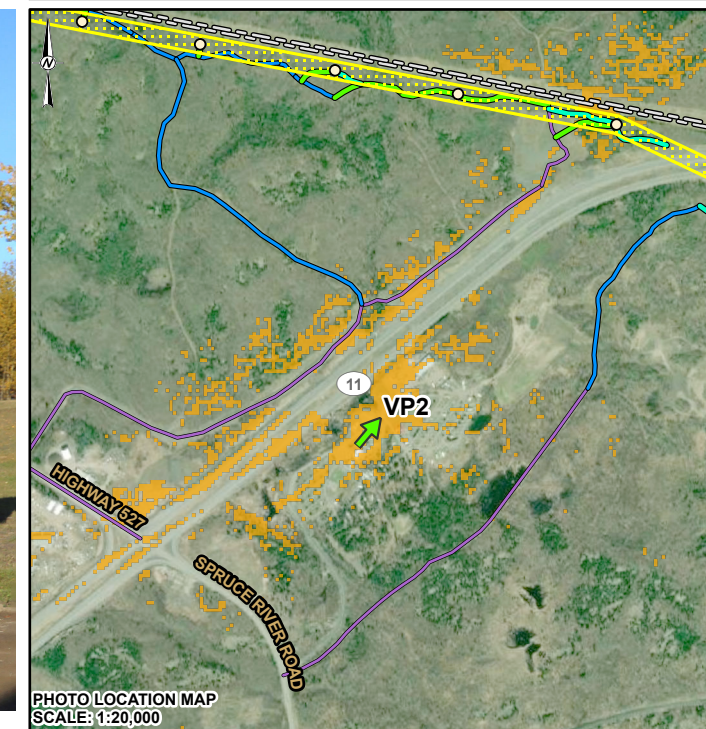 N
11
VP2
HIGHWAY 527
SPRUCE RIVER ROAD
PHOTO LOCATION MAP
SCALE: 1:20,000